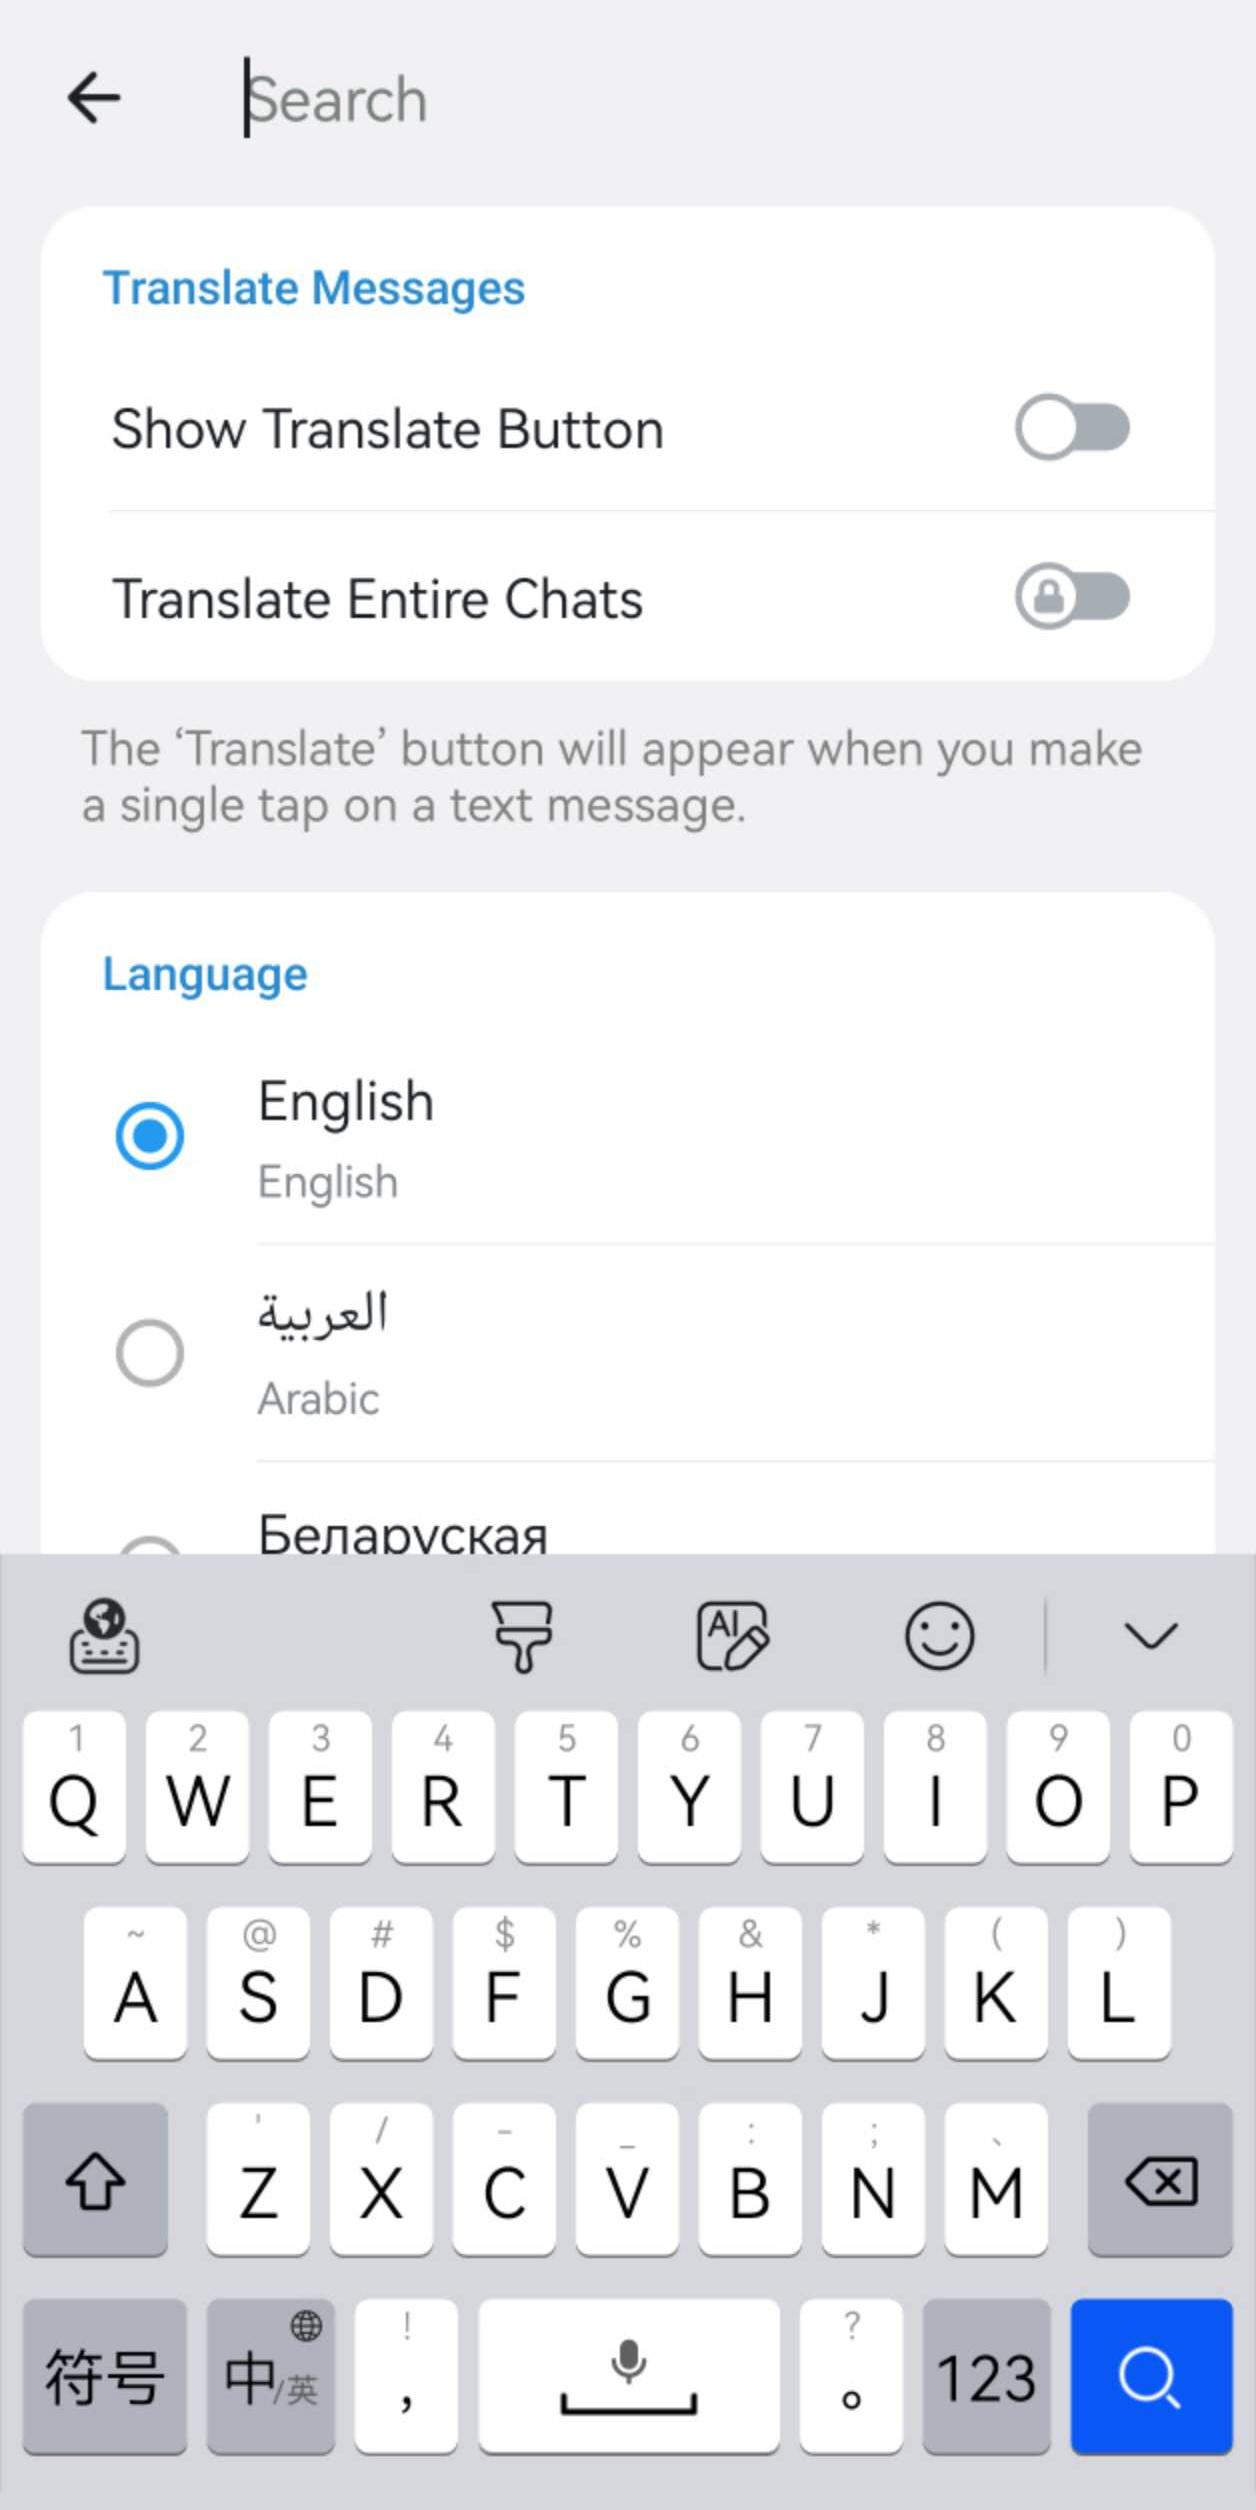 Search
Translate Messages
Show Translate Button
Translate Entire Chats
The ‘Translate’ button will appear when you make
a single tap on a text message.
Language
English
English
العربية
Arabic
Беларуская
AI
1 2 3 4 5 6 7 8 9 0
Q W E R T Y U I O P
~ @ # $ % & * ( )
A S D F G H J K L
' / - _ : ; 、
Z X C V B N M
! ?
符号 中/英 , 。 123